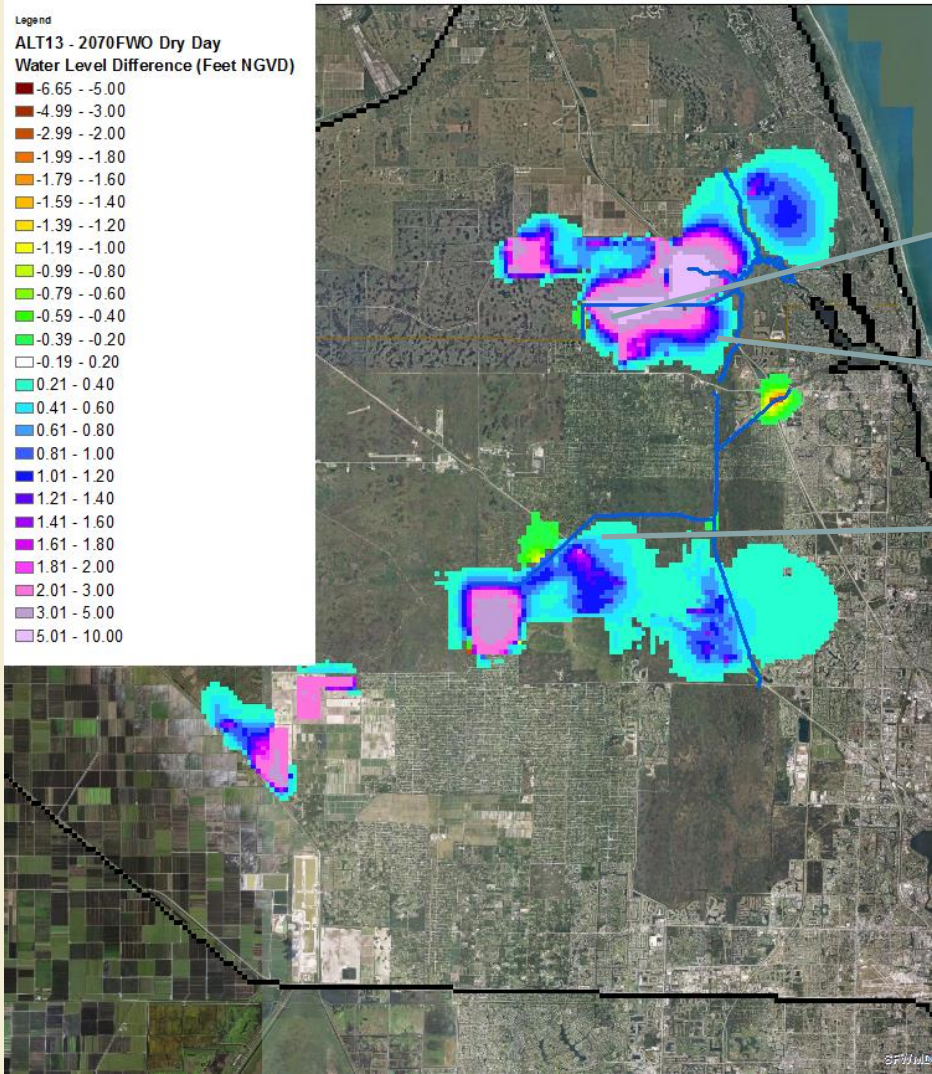 Legend
ALT13 - 2070FWO Dry Day
Water Level Difference (Feet NGVD)
-6.65 - -5.00
-4.99 - -3.00
-2.99 - -2.00
-1.99 - -1.80
-1.79 - -1.60
-1.59 - -1.40
-1.39 - -1.20
-1.19 - -1.00
-0.99 - -0.80
-0.79 - -0.60
-0.59 - -0.40
-0.39 - -0.20
-0.19 - 0.20
0.21 - 0.40
0.41 - 0.60
0.61 - 0.80
0.81 - 1.00
1.01 - 1.20
1.21 - 1.40
1.41 - 1.60
1.61 - 1.80
1.81 - 2.00
2.01 - 3.00
3.01 - 5.00
5.01 - 10.00
SFWMD